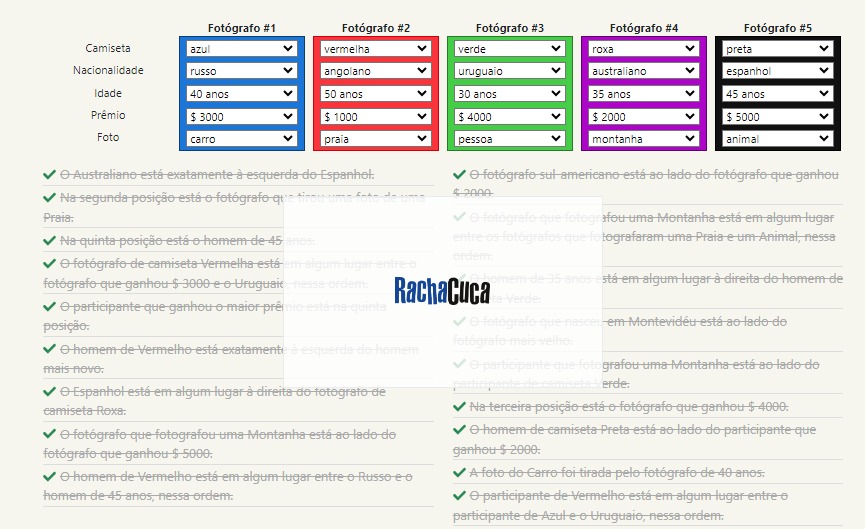 Fotógrafo #1 Fotógrafo #2 Fotógrafo #3 Fotógrafo #4 Fotógrafo #5
Camiseta azul vermelha verde roxa preta
Nacionalidade russo angolano uruguaio australiano espanhol
Idade 40 anos 50 anos 30 anos 35 anos 45 anos
Prêmio $ 3000 $ 1000 $ 4000 $ 2000 $ 5000
Foto carro praia pessoa montanha animal
O Australiano está exatamente à esquerda do Espanhol.
Na segunda posição está o fotógrafo que tirou uma foto de uma
Praia.
Na quinta posição está o homem de 45 anos.
O fotógrafo de camiseta Vermelha está em algum lugar entre o
fotógrafo que ganhou $ 3000 e o Uruguaio, nessa ordem.
O participante que ganhou o maior prêmio está na quinta
posição.
O homem de Vermelho está exatamente à esquerda do homem
mais novo.
O Espanhol está em algum lugar à direita do fotógrafo de
camiseta Roxa.
O fotógrafo que fotografou uma Montanha está ao lado do
fotógrafo que ganhou $ 5000.
O homem de Vermelho está em algum lugar entre o Russo e o
homem de 45 anos, nessa ordem.
O fotógrafo sul-americano está ao lado do fotógrafo que ganhou
$ 2000.
O fotógrafo que fotografou uma Montanha está em algum lugar
entre os fotógrafos que fotografaram uma Praia e um Animal, nessa
ordem.
O homem de 35 anos está em algum lugar à direita do homem de
Verde.
O fotógrafo que nasceu em Montevidéu está ao lado do
fotógrafo mais velho.
O participante que fotografou uma Montanha está ao lado do
participante de camiseta Verde.
Na terceira posição está o fotógrafo que ganhou $ 4000.
O homem de camiseta Preta está ao lado do participante que
ganhou $ 2000.
A foto do Carro foi tirada pelo fotógrafo de 40 anos.
O participante de Vermelho está em algum lugar entre o
participante de Azul e o Uruguaio, nessa ordem.
RachaCuca